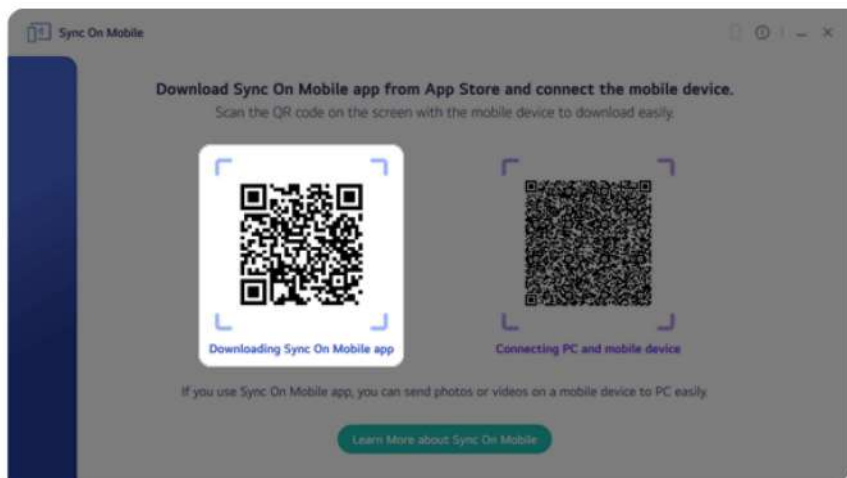 Sync On Mobile
Download Sync On Mobile app from App Store and connect the mobile device.
Scan the QR code on the screen with the mobile device to download easily.
Downloading Sync On Mobile app
Connecting PC and mobile device
If you use Sync On Mobile app, you can send photos or videos on a mobile device to PC easily.
Learn More about Sync On Mobile